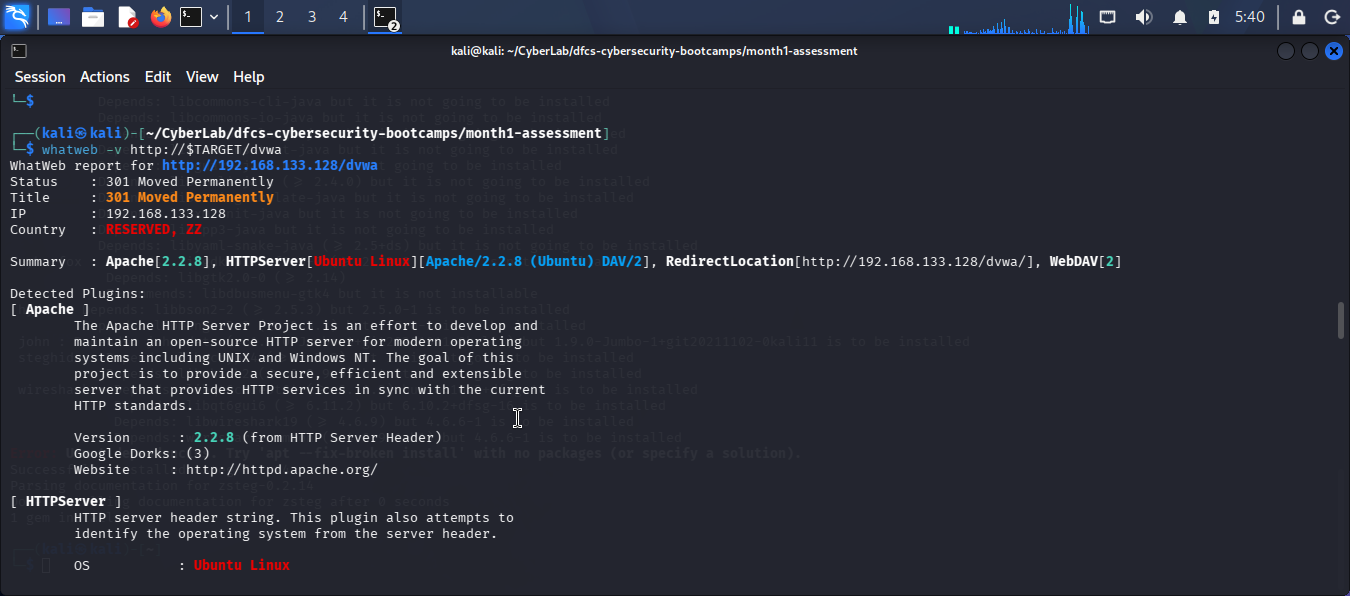 1 2 3 4 2 5:40
kali@kali: ~/CyberLab/dfcs-cybersecurity-bootcamps/month1-assessment
Session Actions Edit View Help
└─$
┌──(kali㉿kali)-[~/CyberLab/dfcs-cybersecurity-bootcamps/month1-assessment]
└─$ whatweb -v http://$TARGET/dvwa
WhatWeb report for http://192.168.133.128/dvwa
Status    : 301 Moved Permanently
Title     : 301 Moved Permanently
IP        : 192.168.133.128
Country   : RESERVED, ZZ
Summary   : Apache[2.2.8], HTTPServer[Ubuntu Linux][Apache/2.2.8 (Ubuntu) DAV/2], RedirectLocation[http://192.168.133.128/dvwa/], WebDAV[2]
Detected Plugins:
[ Apache ]
The Apache HTTP Server Project is an effort to develop and
maintain an open-source HTTP server for modern operating
systems including UNIX and Windows NT. The goal of this
project is to provide a secure, efficient and extensible
server that provides HTTP services in sync with the current
HTTP standards.
Version      : 2.2.8 (from HTTP Server Header)
Google Dorks: (3)
Website     : http://httpd.apache.org/
[ HTTPServer ]
HTTP server header string. This plugin also attempts to
identify the operating system from the server header.
OS           : Ubuntu Linux